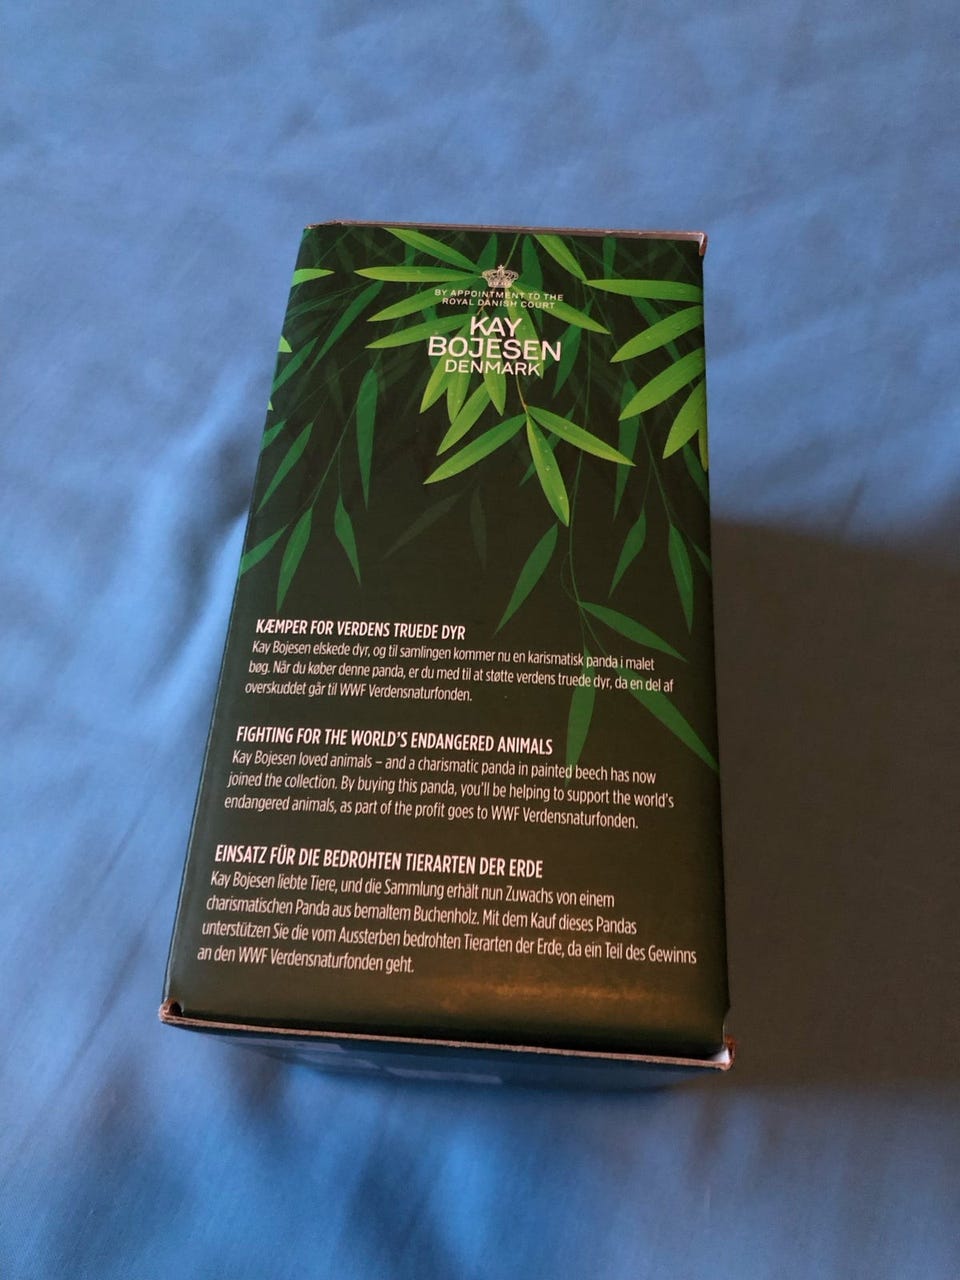 BY APPOINTMENT TO THE
ROYAL DANISH COURT
KAY
BOJESEN
DENMARK
KÆMPER FOR VERDENS TRUEDE DYR
Kay Bojesen elskede dyr, og til samlingen kommer nu en karismatisk panda i malet
bøg. Når du køber denne panda, er du med til at støtte verdens truede dyr, da en del af
overskuddet går til WWF Verdensnaturfonden.
FIGHTING FOR THE WORLD'S ENDANGERED ANIMALS
Kay Bojesen loved animals – and a charismatic panda in painted beech has now
joined the collection. By buying this panda, you'll be helping to support the world's
endangered animals, as part of the profit goes to WWF Verdensnaturfonden.
EINSATZ FÜR DIE BEDROHTEN TIERARTEN DER ERDE
Kay Bojesen liebte Tiere, und die Sammlung erhält nun Zuwachs von einem
charismatischen Panda aus bemaltem Buchenholz. Mit dem Kauf dieses Pandas
unterstützen Sie die vom Aussterben bedrohten Tierarten der Erde, da ein Teil des Gewinns
an den WWF Verdensnaturfonden geht.